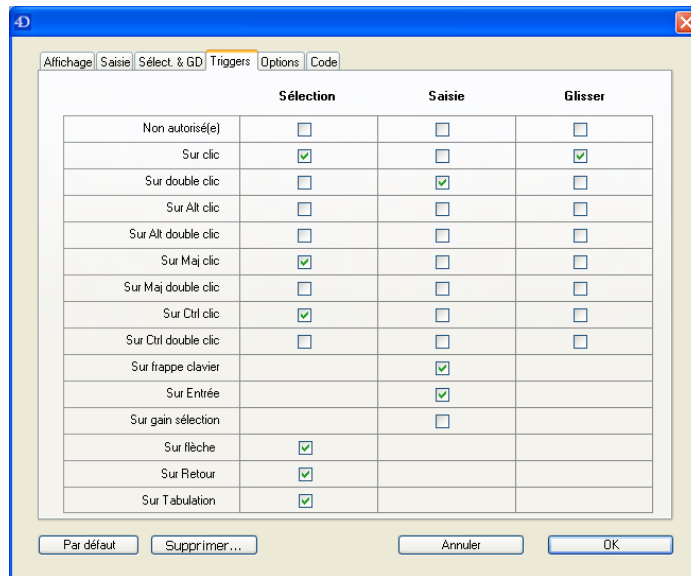 4D
Affichage Saisie Sélect. & GD Triggers Options Code
Sélection Saisie Glisser
Non autorisé(e)
Sur clic
Sur double clic
Sur Alt clic
Sur Alt double clic
Sur Maj clic
Sur Maj double clic
Sur Ctrl clic
Sur Ctrl double clic
Sur frappe clavier
Sur Entrée
Sur gain sélection
Sur flèche
Sur Retour
Sur Tabulation
Par défaut Supprimer... Annuler OK